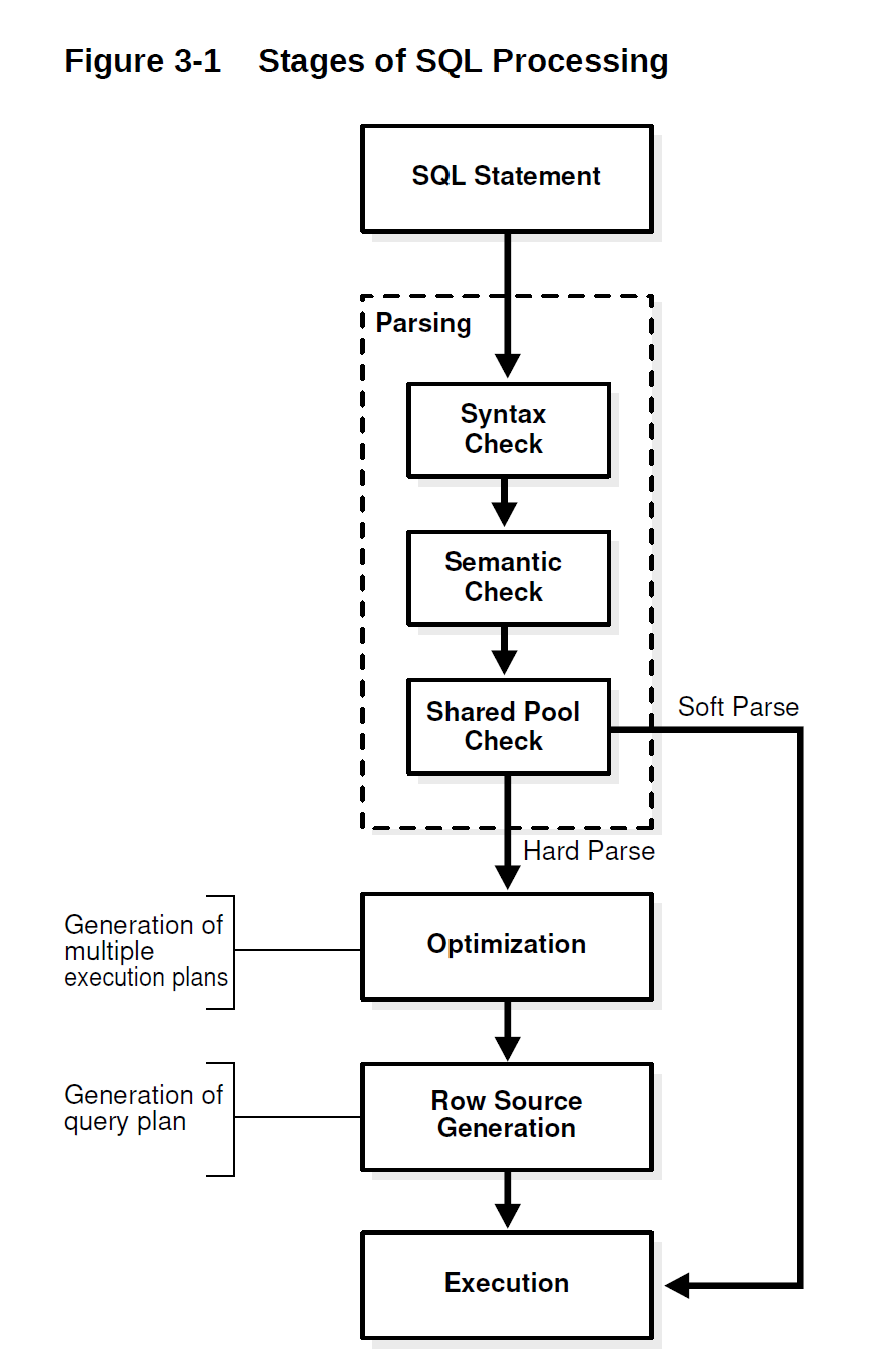 Figure 3-1 Stages of SQL Processing
SQL Statement
Parsing
Syntax
Check
Semantic
Check
Shared Pool
Check
Soft Parse
Hard Parse
Generation of
multiple
execution plans
Optimization
Generation of
query plan
Row Source
Generation
Execution